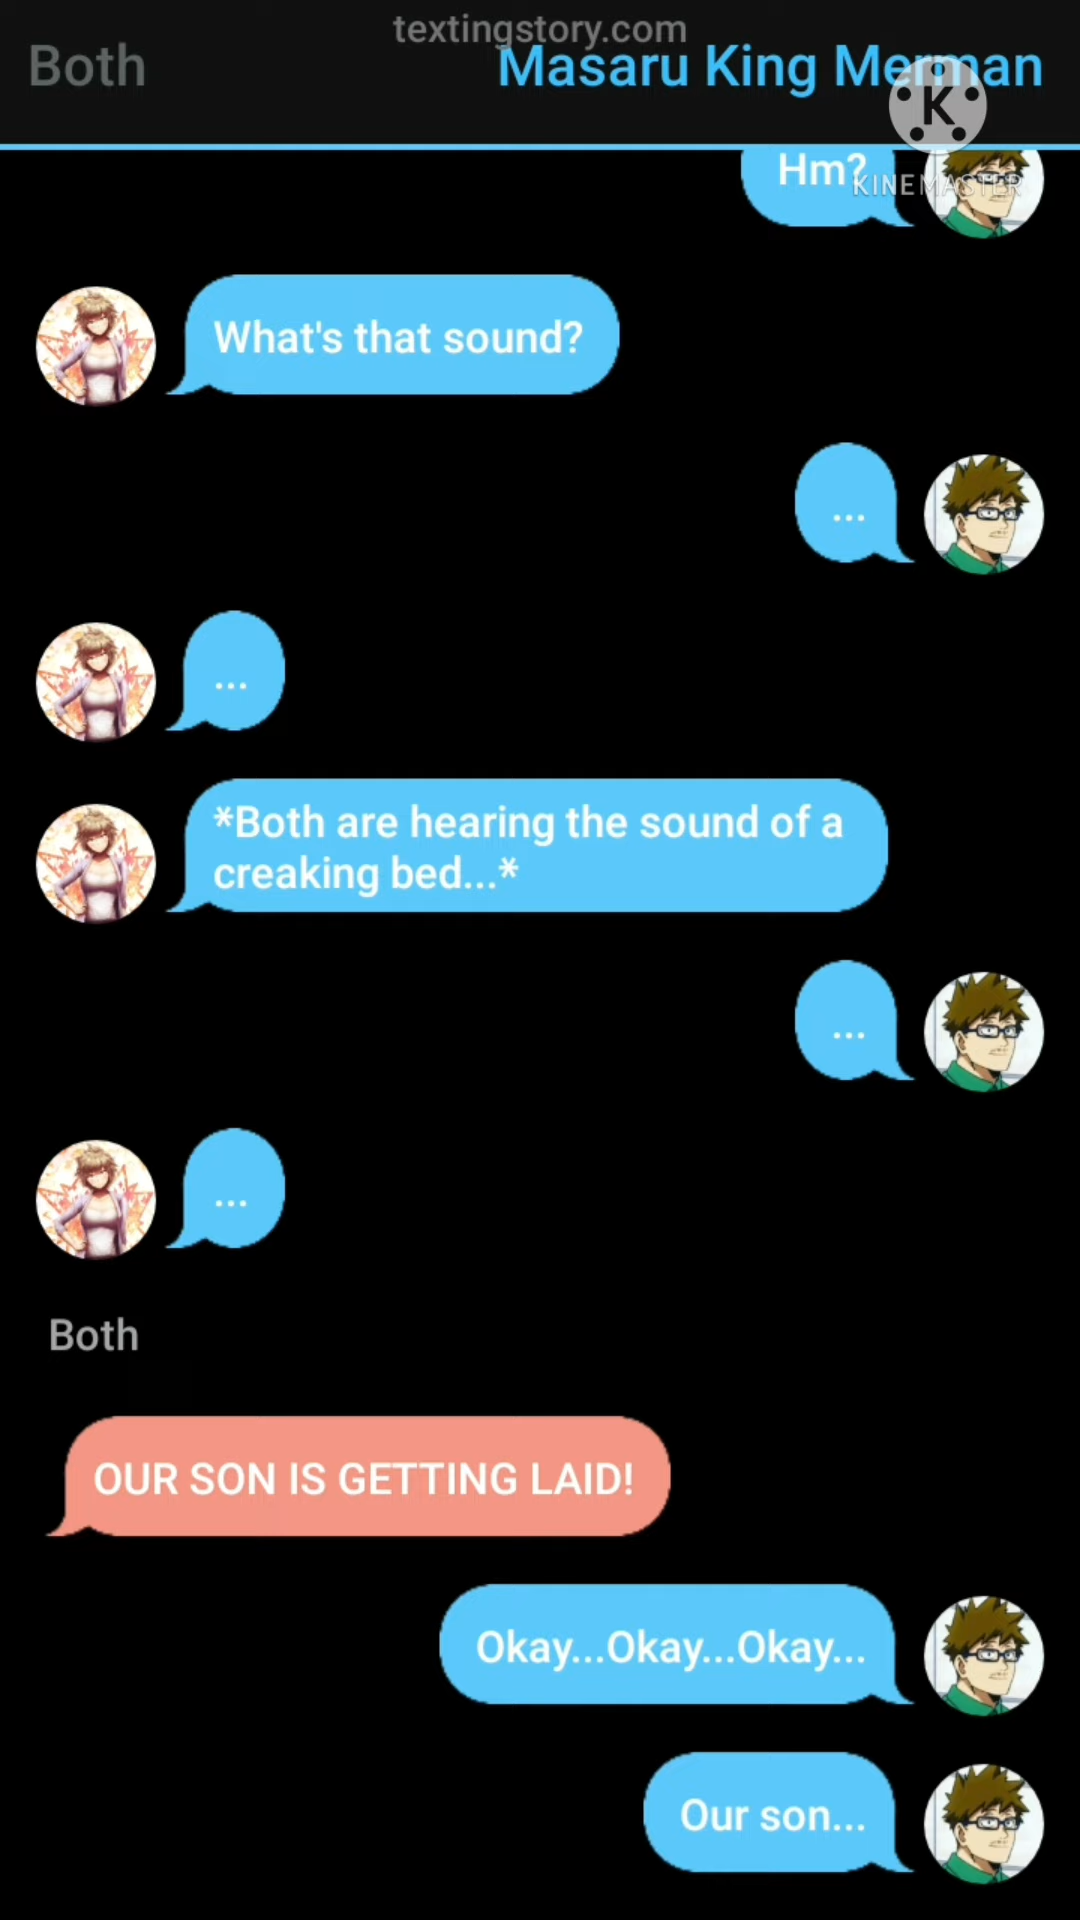 textingstory.com
Both
Masaru King Merman
K
KINEMASTER
Hm?
What's that sound?
...
...
*Both are hearing the sound of a
creaking bed...*
...
...
Both
OUR SON IS GETTING LAID!
Okay...Okay...Okay...
Our son...